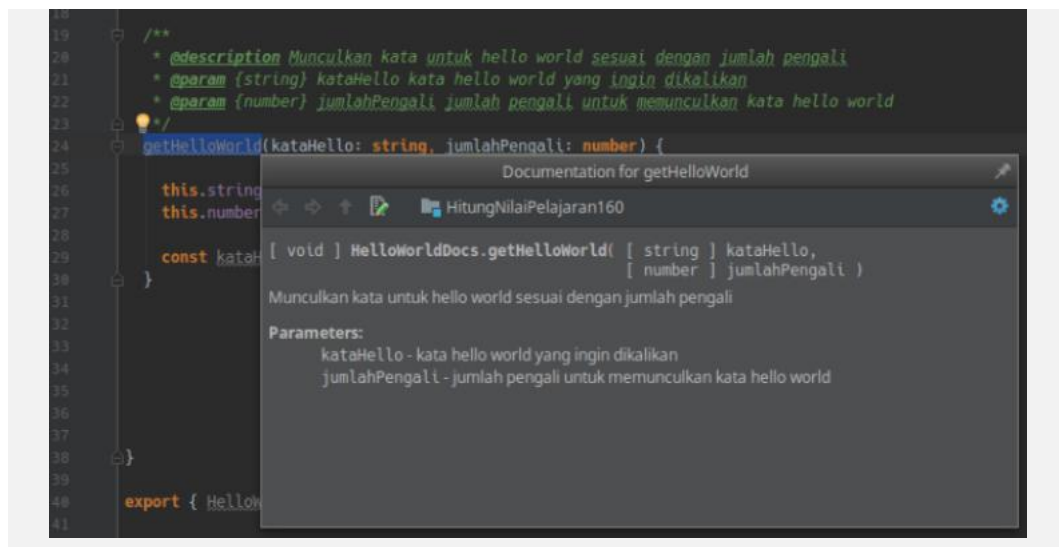 18
19 /**
20 * @description Munculkan kata untuk hello world sesuai dengan jumlah pengali
21 * @param {string} kataHello kata hello world yang ingin dikalikan
22 * @param {number} jumlahPengali jumlah pengali untuk memunculkan kata hello world
23 */
24 getHelloWorld(kataHello: string, jumlahPengali: number) {
25
26 this.string
27 this.number
28
29 const kataH
30 }
31
32
33
34
35
36
37
38 }
39
40 export { HelloW
41
Documentation for getHelloWorld
HitungNilaiPelajaran160
[ void ] HelloWorldDocs.getHelloWorld( [ string ] kataHello,
[ number ] jumlahPengali )
Munculkan kata untuk hello world sesuai dengan jumlah pengali
Parameters:
kataHello - kata hello world yang ingin dikalikan
jumlahPengali - jumlah pengali untuk memunculkan kata hello world